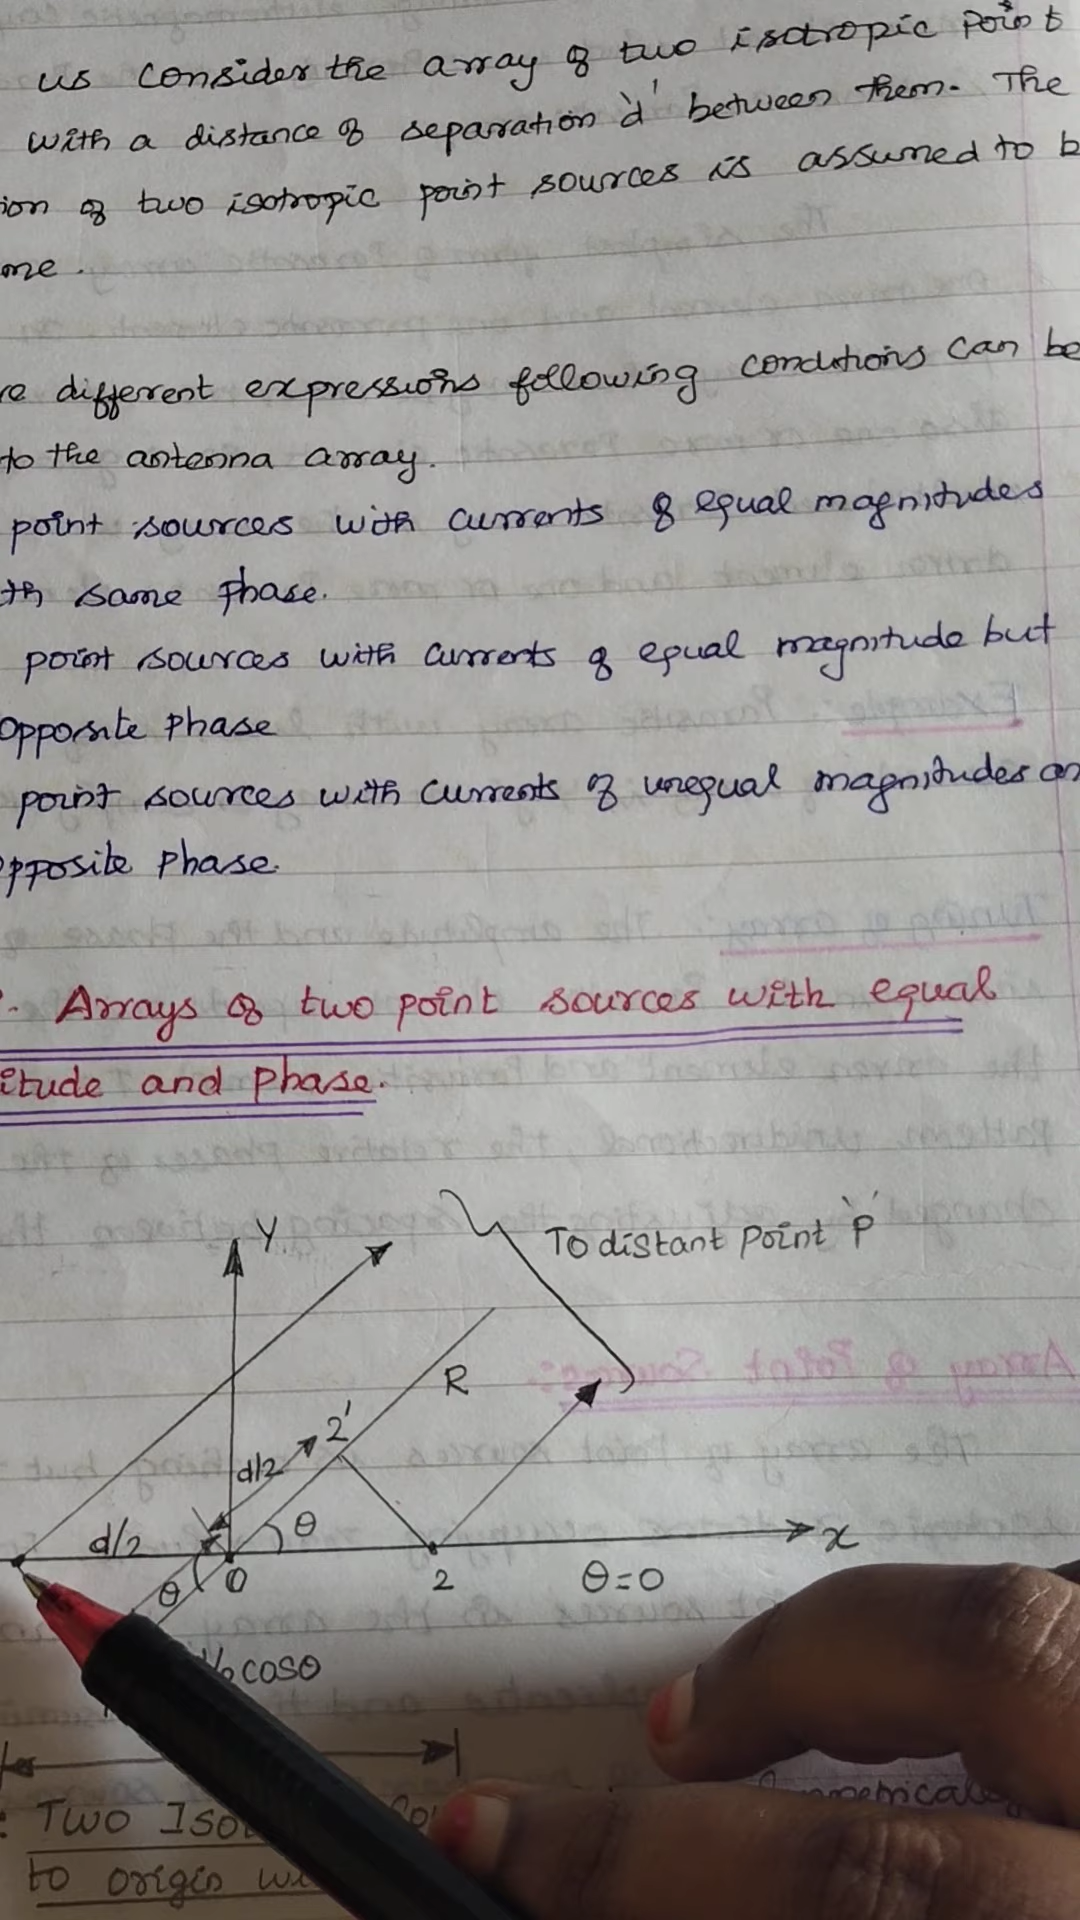 us consider the array of two isotropic point
with a distance of separation 'd' between them. The
ion of two isotropic point sources is assumed to b
me.
re different expressions following conditions can be
to the antenna array.
point sources with currents of equal magnitudes
th same phase.
point sources with currents of equal magnitude but
opposite phase
point sources with currents of unequal magnitudes an
opposite phase.
Arrays of two point sources with equal
itude and phase.
Y
To distant point 'P'
R
2'
d/2
d/2
θ
x
θ
0
2
θ=0
cosθ
: Two
to origin